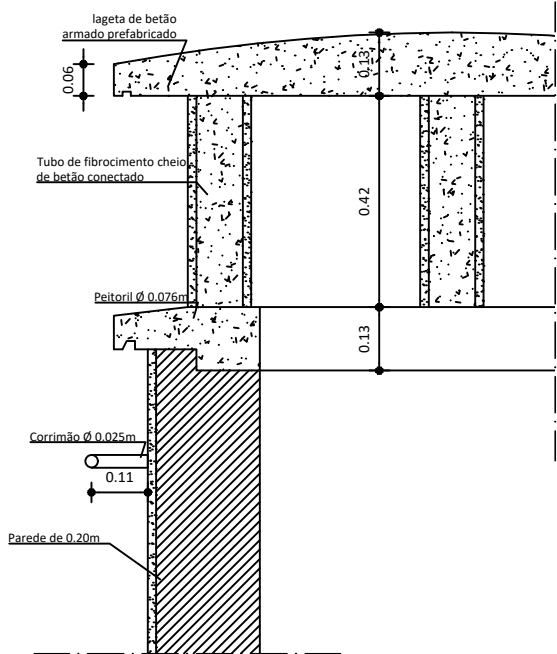 lageta de betão
armado prefabricado
0.06
0.13
Tubo de fibrocimento cheio
de betão conectado
0.42
Peitoril Ø 0.076m
0.13
Corrimão Ø 0.025m
0.11
Parede de 0.20m